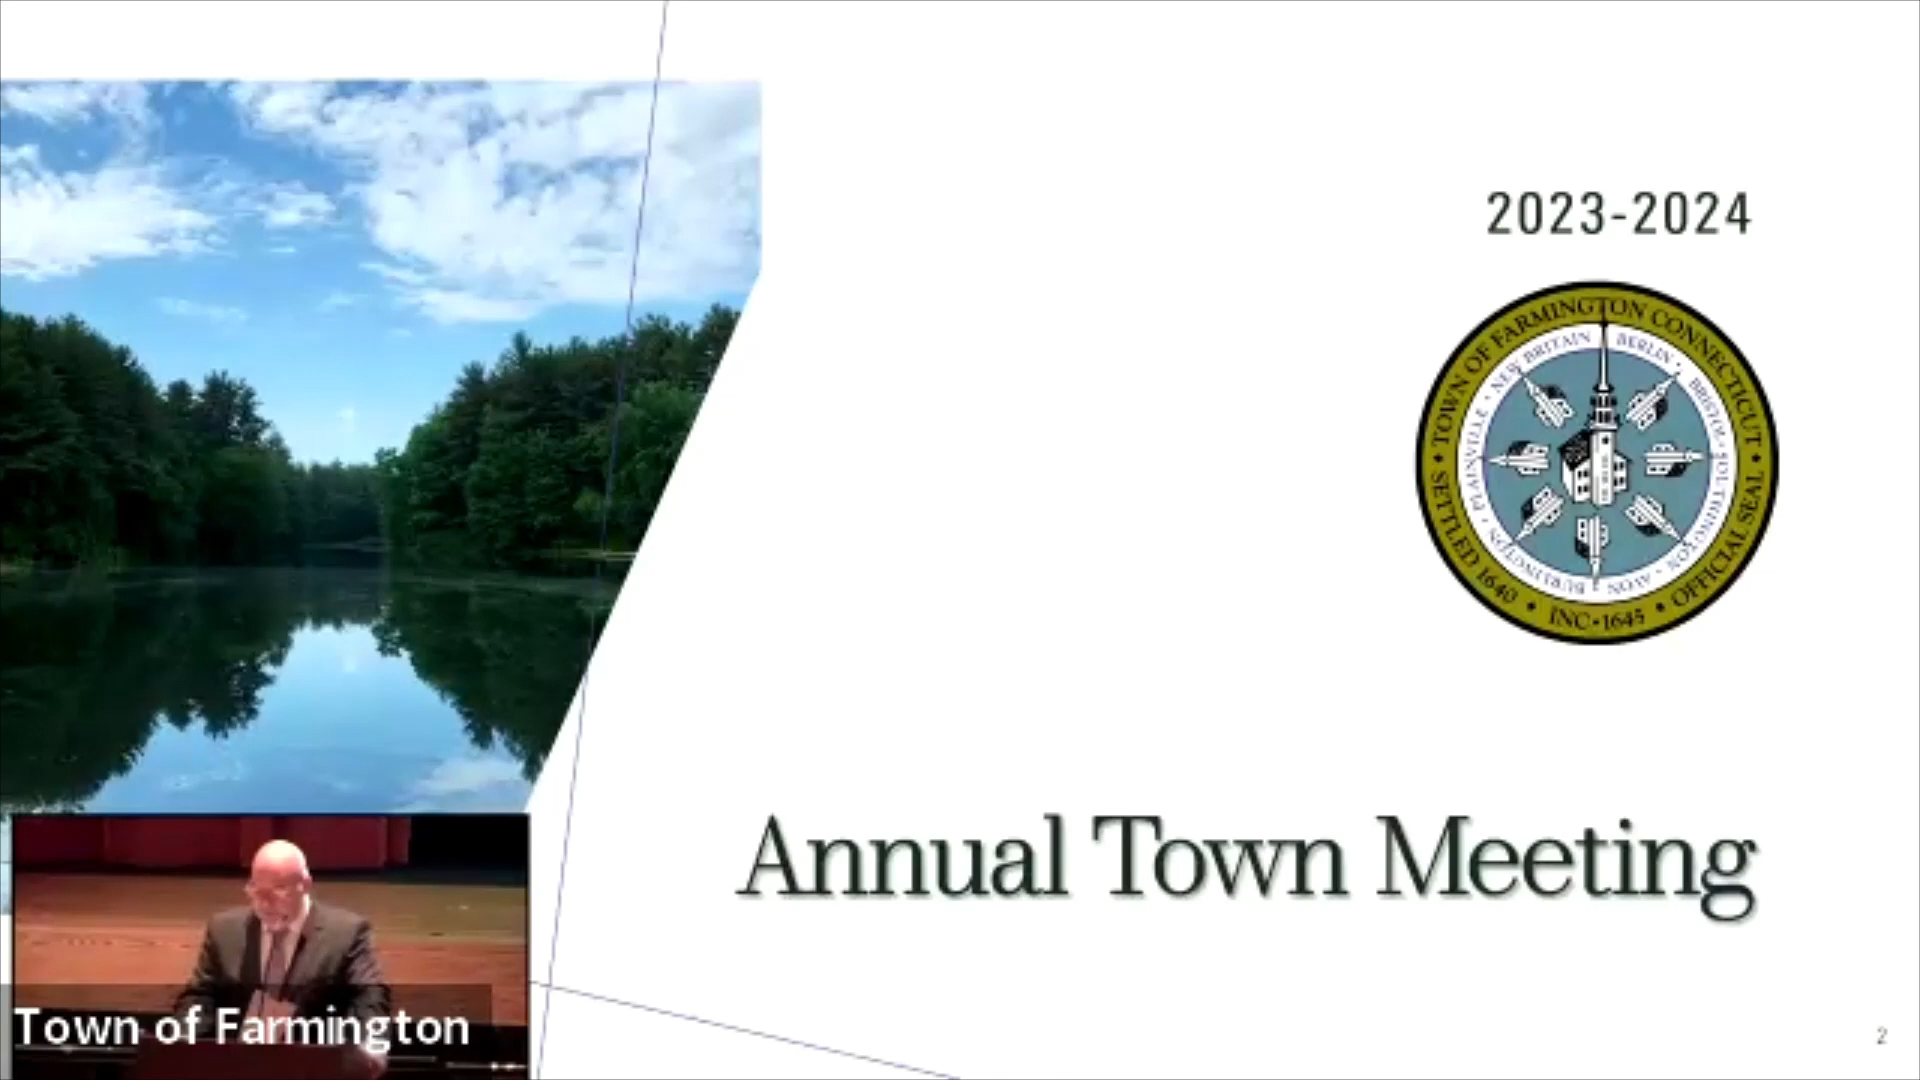 2023-2024
TOWN OF FARMINGTON CONNECTICUT
SETTLED 1640 • INC • 1645 • OFFICIAL SEAL
PLAINVILLE • NEW BRITAIN • BERLIN • BRISTOL • SOUTHINGTON • AVON • BURLINGTON
Annual Town Meeting
Town of Farmington
2